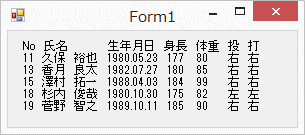 Form1
No 氏名 生年月日 身長 体重 投 打
11 久保 裕也 1980.05.23 177 80 右 右
13 香月 良太 1982.07.27 180 85 右 右
15 澤村 拓一 1988.04.03 184 99 右 右
18 杉内 俊哉 1980.10.30 175 82 左 左
19 菅野 智之 1989.10.11 185 90 右 右